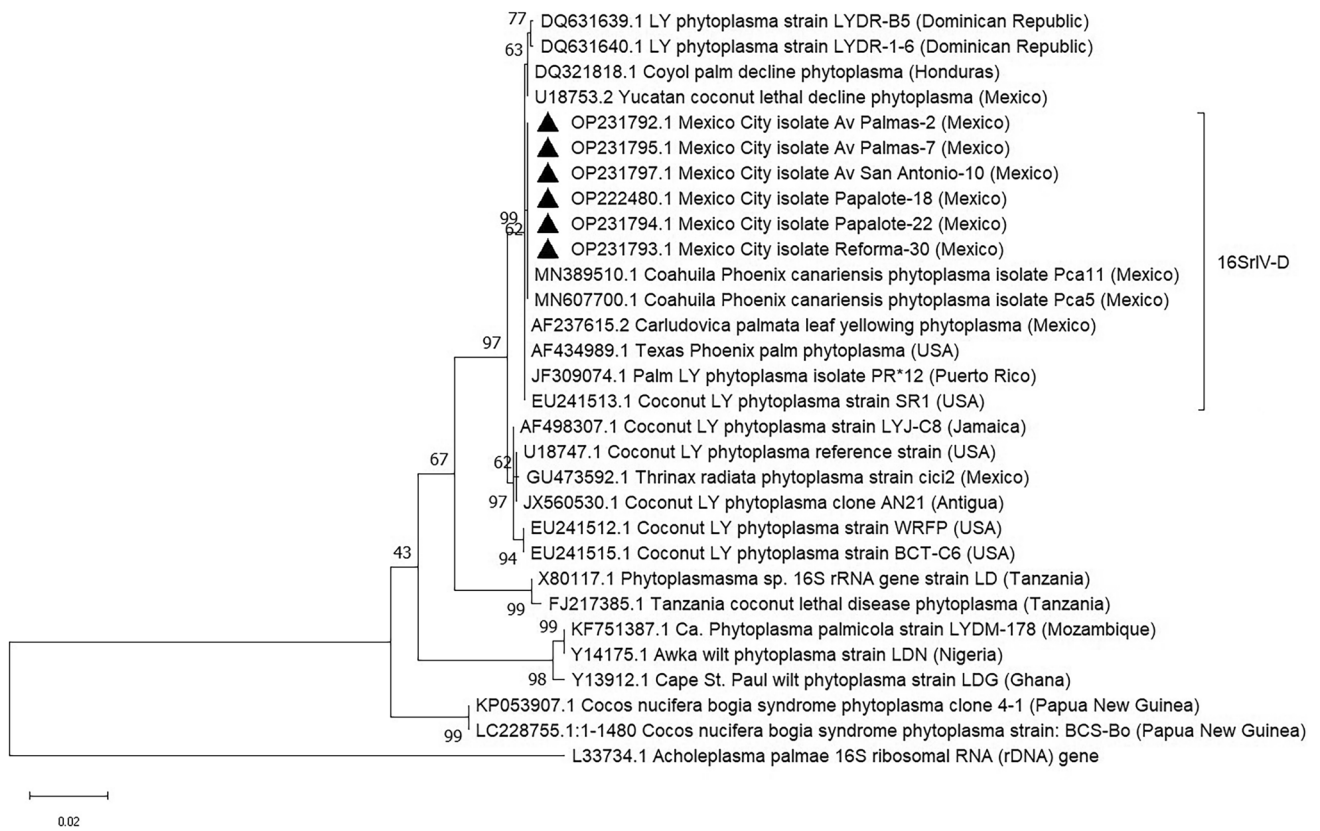 77
DQ631639.1 LY phytoplasma strain LYDR-B5 (Dominican Republic)
63
DQ631640.1 LY phytoplasma strain LYDR-1-6 (Dominican Republic)
DQ321818.1 Coyol palm decline phytoplasma (Honduras)
U18753.2 Yucatan coconut lethal decline phytoplasma (Mexico)
OP231792.1 Mexico City isolate Av Palmas-2 (Mexico)
OP231795.1 Mexico City isolate Av Palmas-7 (Mexico)
OP231797.1 Mexico City isolate Av San Antonio-10 (Mexico)
OP222480.1 Mexico City isolate Papalote-18 (Mexico)
99
62
OP231794.1 Mexico City isolate Papalote-22 (Mexico)
OP231793.1 Mexico City isolate Reforma-30 (Mexico)
16SrIV-D
MN389510.1 Coahuila Phoenix canariensis phytoplasma isolate Pca11 (Mexico)
MN607700.1 Coahuila Phoenix canariensis phytoplasma isolate Pca5 (Mexico)
AF237615.2 Carludovica palmata leaf yellowing phytoplasma (Mexico)
97
AF434989.1 Texas Phoenix palm phytoplasma (USA)
JF309074.1 Palm LY phytoplasma isolate PR*12 (Puerto Rico)
EU241513.1 Coconut LY phytoplasma strain SR1 (USA)
AF498307.1 Coconut LY phytoplasma strain LYJ-C8 (Jamaica)
U18747.1 Coconut LY phytoplasma reference strain (USA)
67
62
GU473592.1 Thrinax radiata phytoplasma strain cici2 (Mexico)
97
JX560530.1 Coconut LY phytoplasma clone AN21 (Antigua)
EU241512.1 Coconut LY phytoplasma strain WRFP (USA)
43
94
EU241515.1 Coconut LY phytoplasma strain BCT-C6 (USA)
X80117.1 Phytoplasmasma sp. 16S rRNA gene strain LD (Tanzania)
99
FJ217385.1 Tanzania coconut lethal disease phytoplasma (Tanzania)
99
KF751387.1 Ca. Phytoplasma palmicola strain LYDM-178 (Mozambique)
Y14175.1 Awka wilt phytoplasma strain LDN (Nigeria)
98
Y13912.1 Cape St. Paul wilt phytoplasma strain LDG (Ghana)
KP053907.1 Cocos nucifera bogia syndrome phytoplasma clone 4-1 (Papua New Guinea)
99
LC228755.1:1-1480 Cocos nucifera bogia syndrome phytoplasma strain: BCS-Bo (Papua New Guinea)
L33734.1 Acholeplasma palmae 16S ribosomal RNA (rDNA) gene
0.02